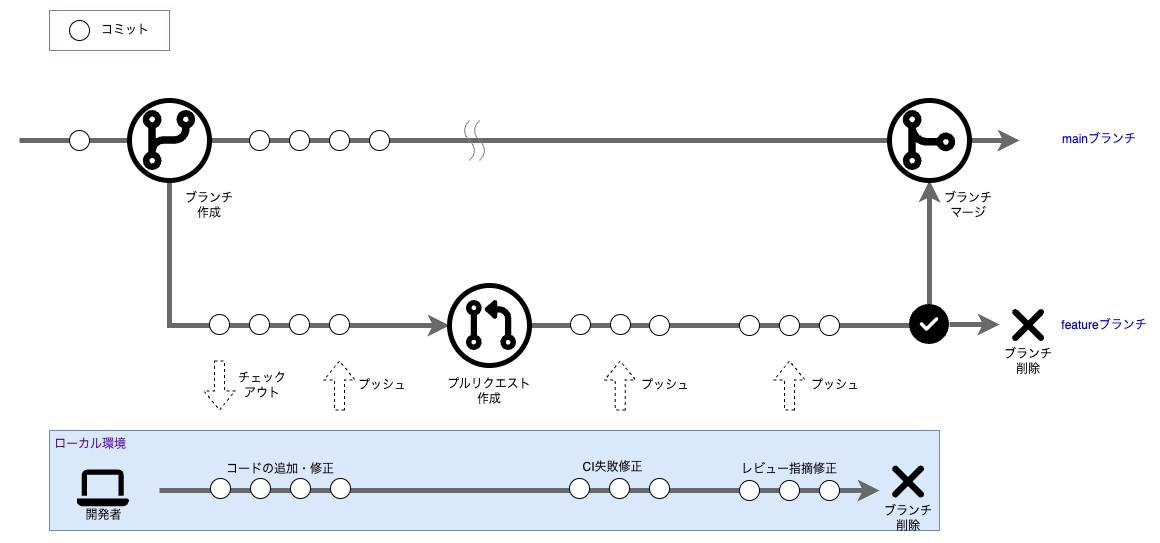 コミット
mainブランチ
ブランチ
作成
ブランチ
マージ
featureブランチ
ブランチ
削除
チェック
アウト
プッシュ
プルリクエスト
作成
プッシュ
プッシュ
ローカル環境
コードの追加・修正
CI失敗修正
レビュー指摘修正
開発者
ブランチ
削除